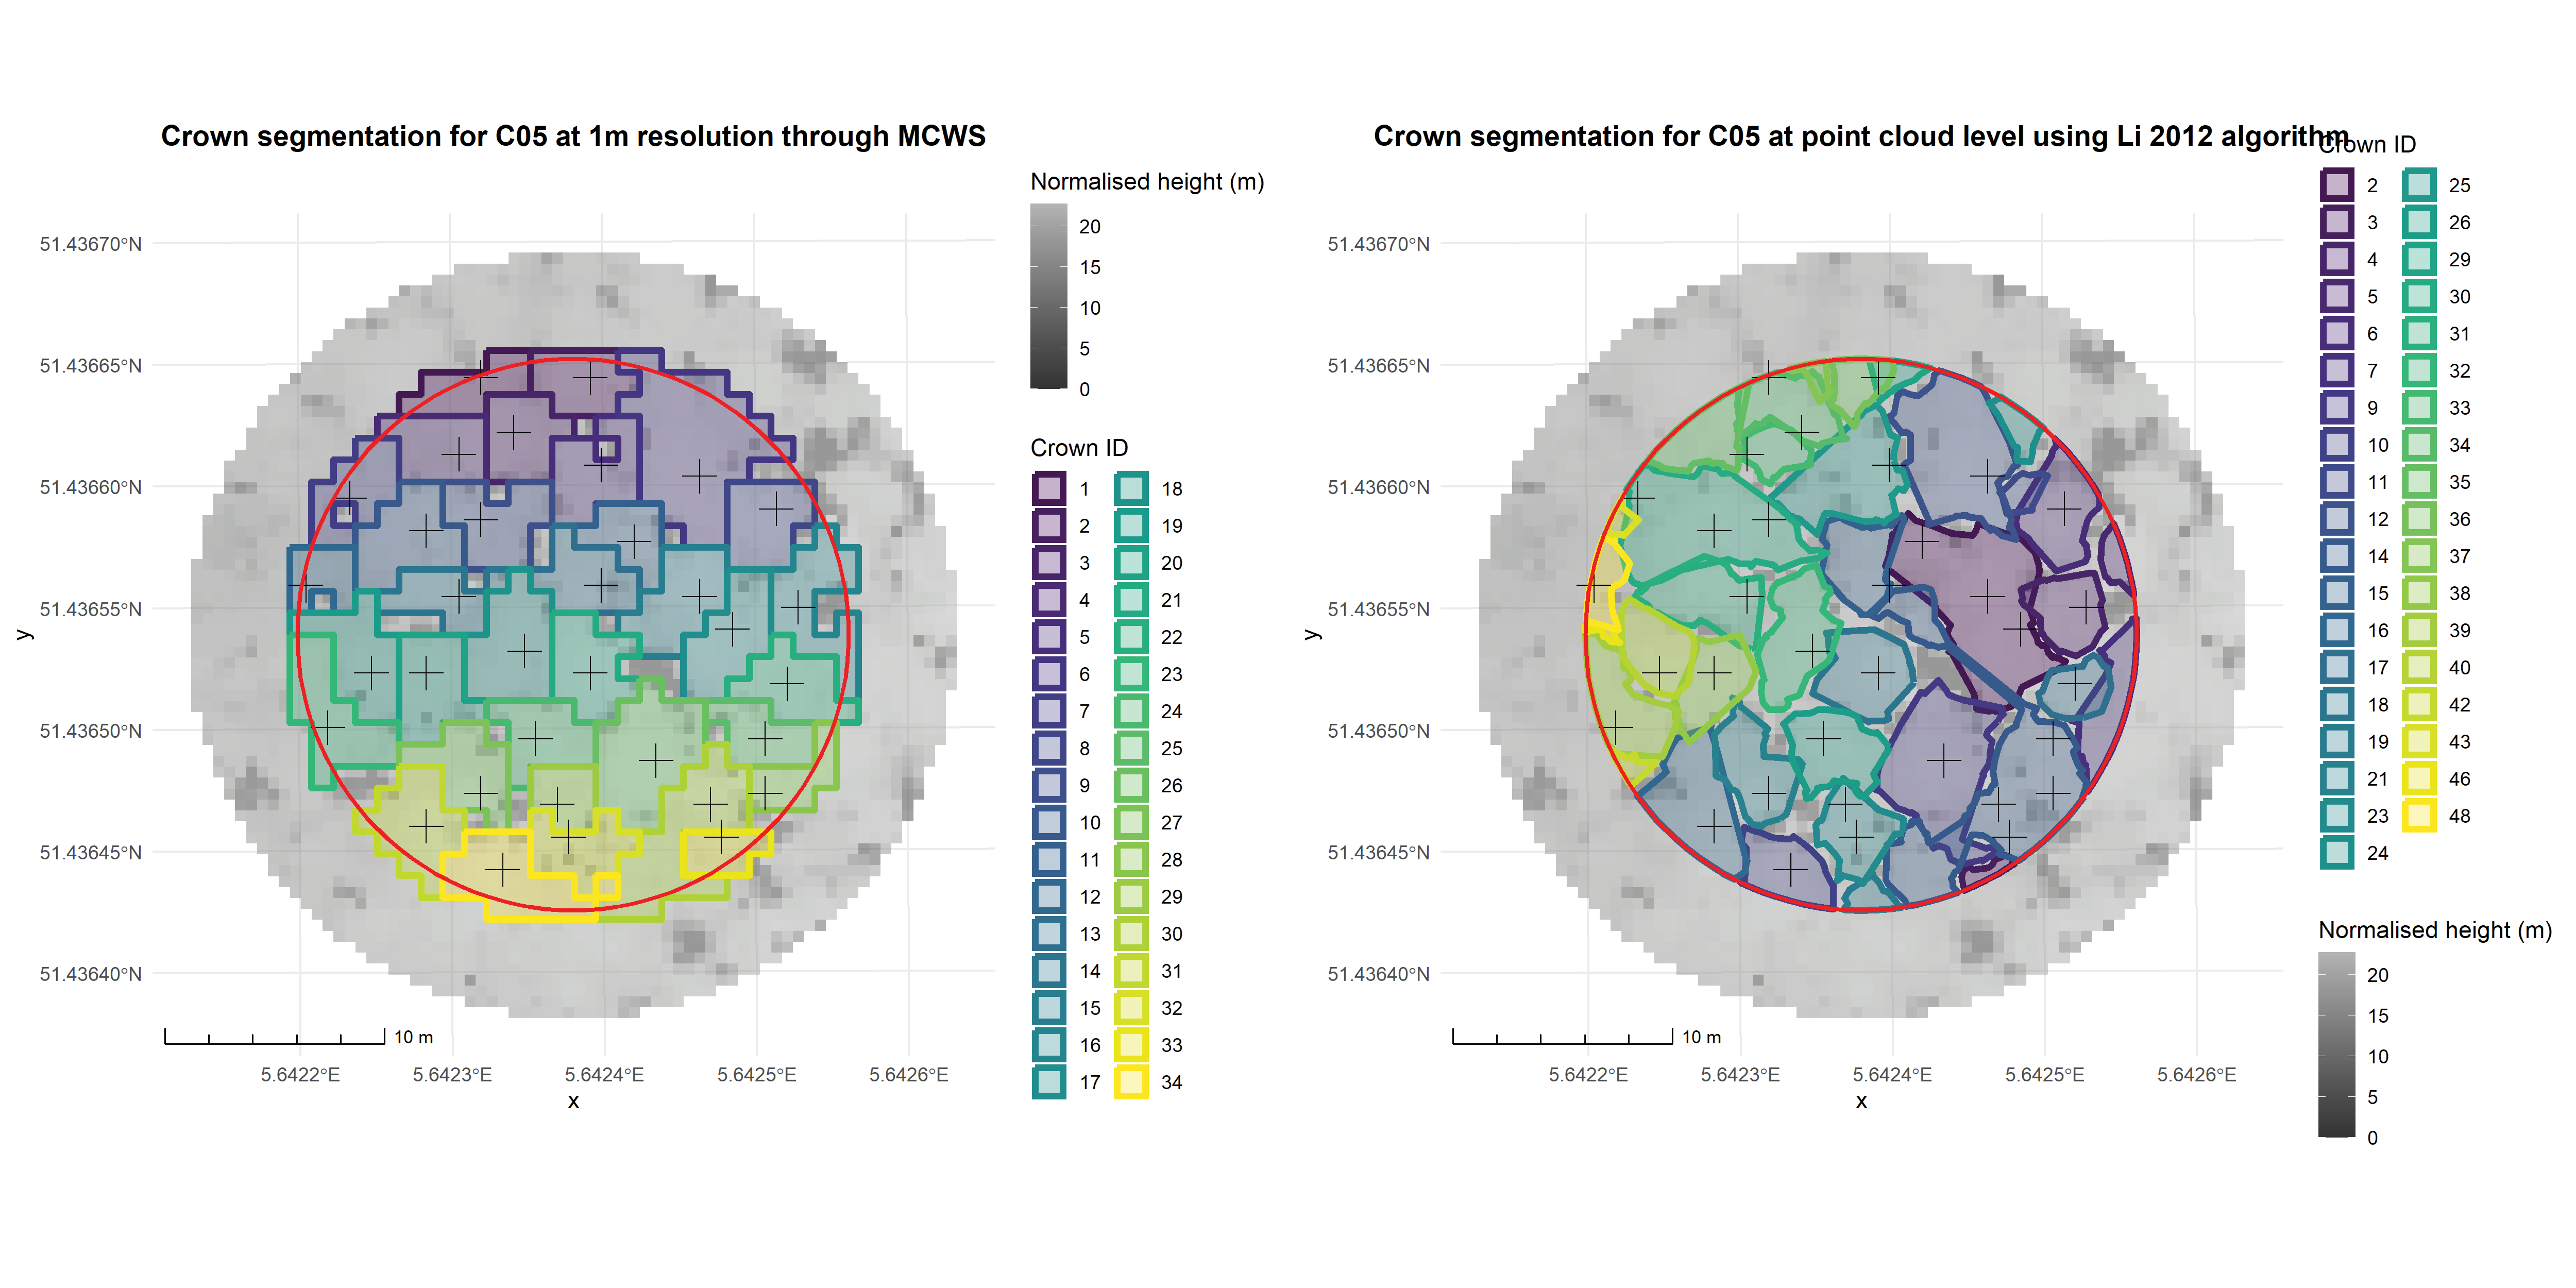 Crown segmentation for C05 at 1m resolution through MCWS
Normalised height (m)
20
15
10
5
0
Crown ID
1 18
2 19
3 20
4 21
5 22
6 23
7 24
8 25
9 26
10 27
11 28
12 29
13 30
14 31
15 32
16 33
17 34
51.43670°N
51.43665°N
51.43660°N
51.43655°N
51.43650°N
51.43645°N
51.43640°N
y
10 m
5.6422°E 5.6423°E 5.6424°E 5.6425°E 5.6426°E
x
Crown segmentation for C05 at point cloud level using Li 2012 algorithm
Crown ID
2 25
3 26
4 29
5 30
6 31
7 32
9 33
10 34
11 35
12 36
14 37
15 38
16 39
17 40
18 42
19 43
21 46
23 48
24
Normalised height (m)
20
15
10
5
0
51.43670°N
51.43665°N
51.43660°N
51.43655°N
51.43650°N
51.43645°N
51.43640°N
y
10 m
5.6422°E 5.6423°E 5.6424°E 5.6425°E 5.6426°E
x